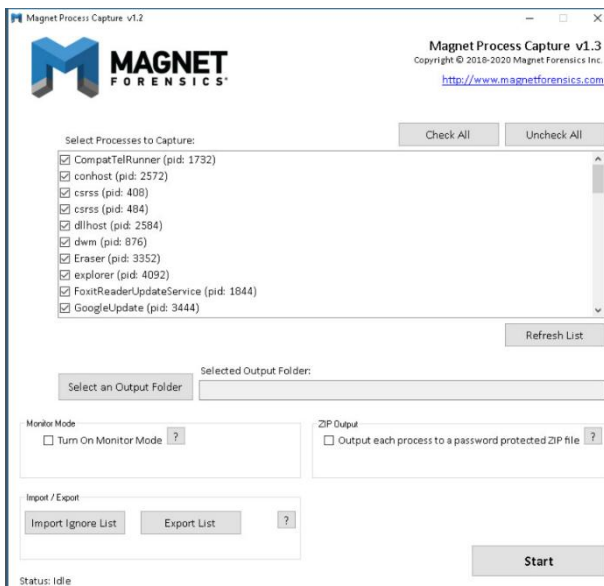 Magnet Process Capture v1.2
MAGNET
FORENSICS®
Magnet Process Capture v1.3
Copyright © 2018-2020 Magnet Forensics Inc.
http://www.magnetforensics.com
Select Processes to Capture:
Check All
Uncheck All
CompatTelRunner (pid: 1732)
conhost (pid: 2572)
csrss (pid: 408)
csrss (pid: 484)
dllhost (pid: 2584)
dwm (pid: 876)
Eraser (pid: 3352)
explorer (pid: 4092)
FoxitReaderUpdateService (pid: 1844)
GoogleUpdate (pid: 3444)
Refresh List
Select an Output Folder
Selected Output Folder:
Monitor Mode
Turn On Monitor Mode ?
ZIP Output
Output each process to a password protected ZIP file ?
Import / Export
Import Ignore List
Export List
?
Start
Status: Idle